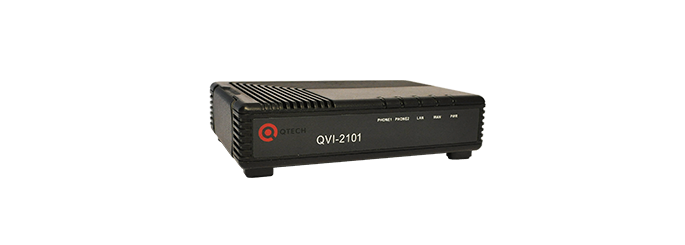 PHONE1 PHONE2 LAN WAN PWR
QTECH
QVI-2101